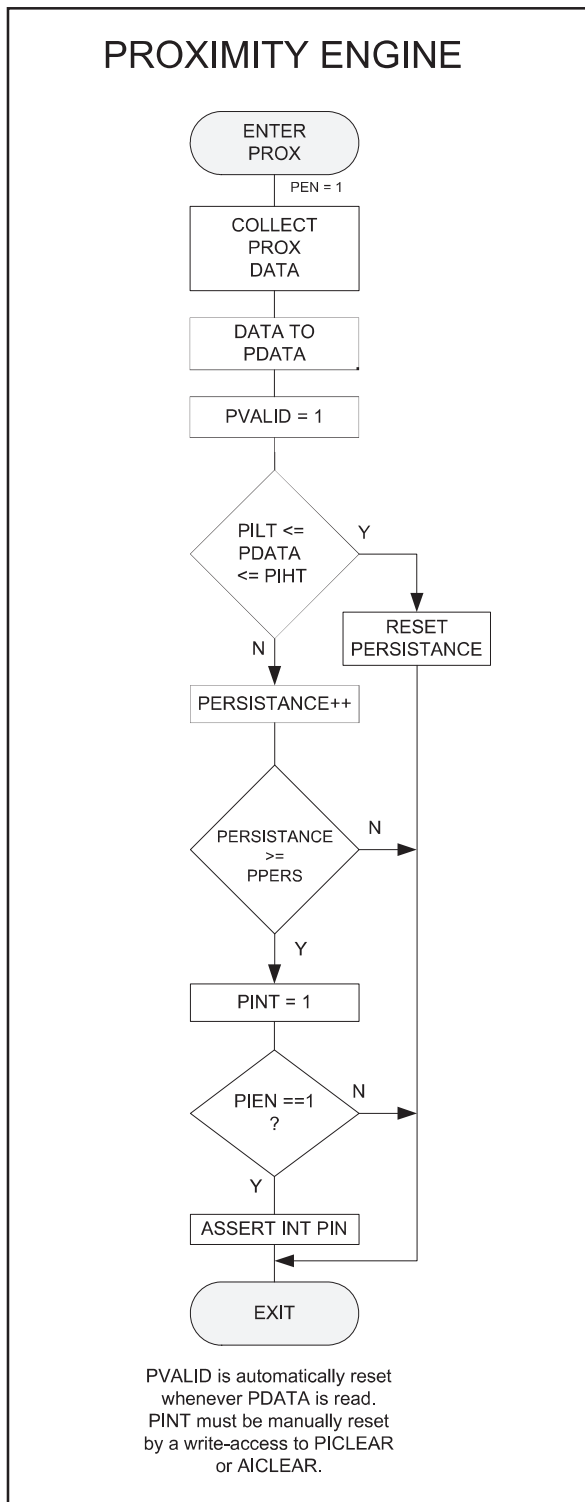 PROXIMITY ENGINE
ENTER
PROX
PEN = 1
COLLECT
PROX
DATA
DATA TO
PDATA
PVALID = 1
PILT <=
PDATA
<= PIHT
Y
RESET
PERSISTANCE
N
PERSISTANCE++
PERSISTANCE
>=
PPERS
N
Y
PINT = 1
PIEN ==1
?
N
Y
ASSERT INT PIN
EXIT
PVALID is automatically reset
whenever PDATA is read.
PINT must be manually reset
by a write-access to PICLEAR
or AICLEAR.